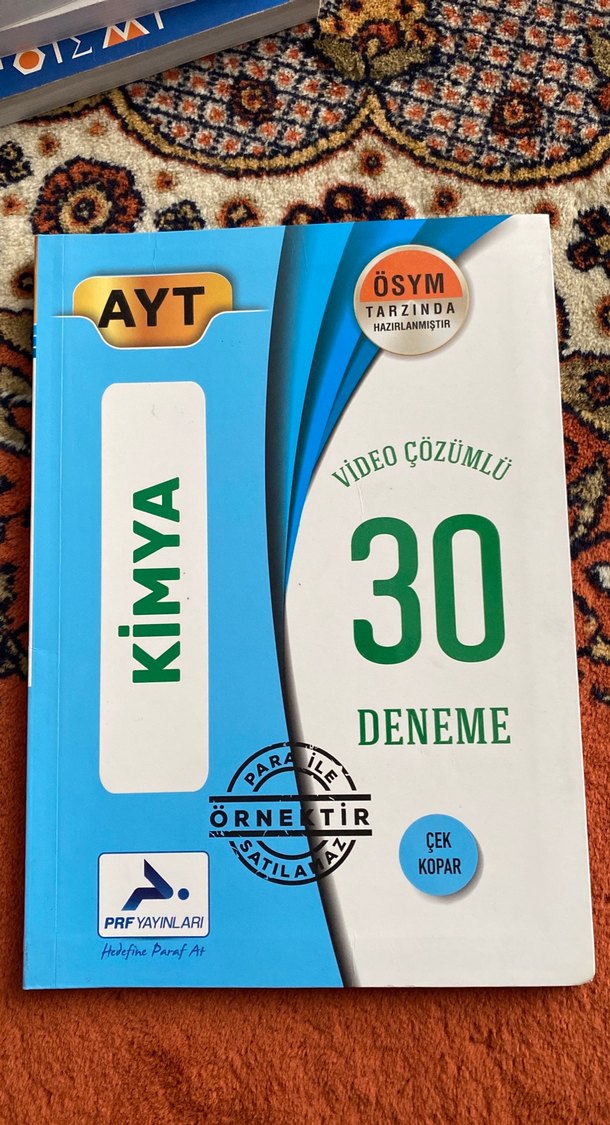 AYT
ÖSYM
TARZINDA
HAZIRLANMIŞTIR
KİMYA
VİDEO ÇÖZÜMLÜ
30
DENEME
PARA İLE
ÖRNEKTİR
SATILAMAZ
ÇEK
KOPAR
PRF YAYINLARI
Hedefine Paraf At